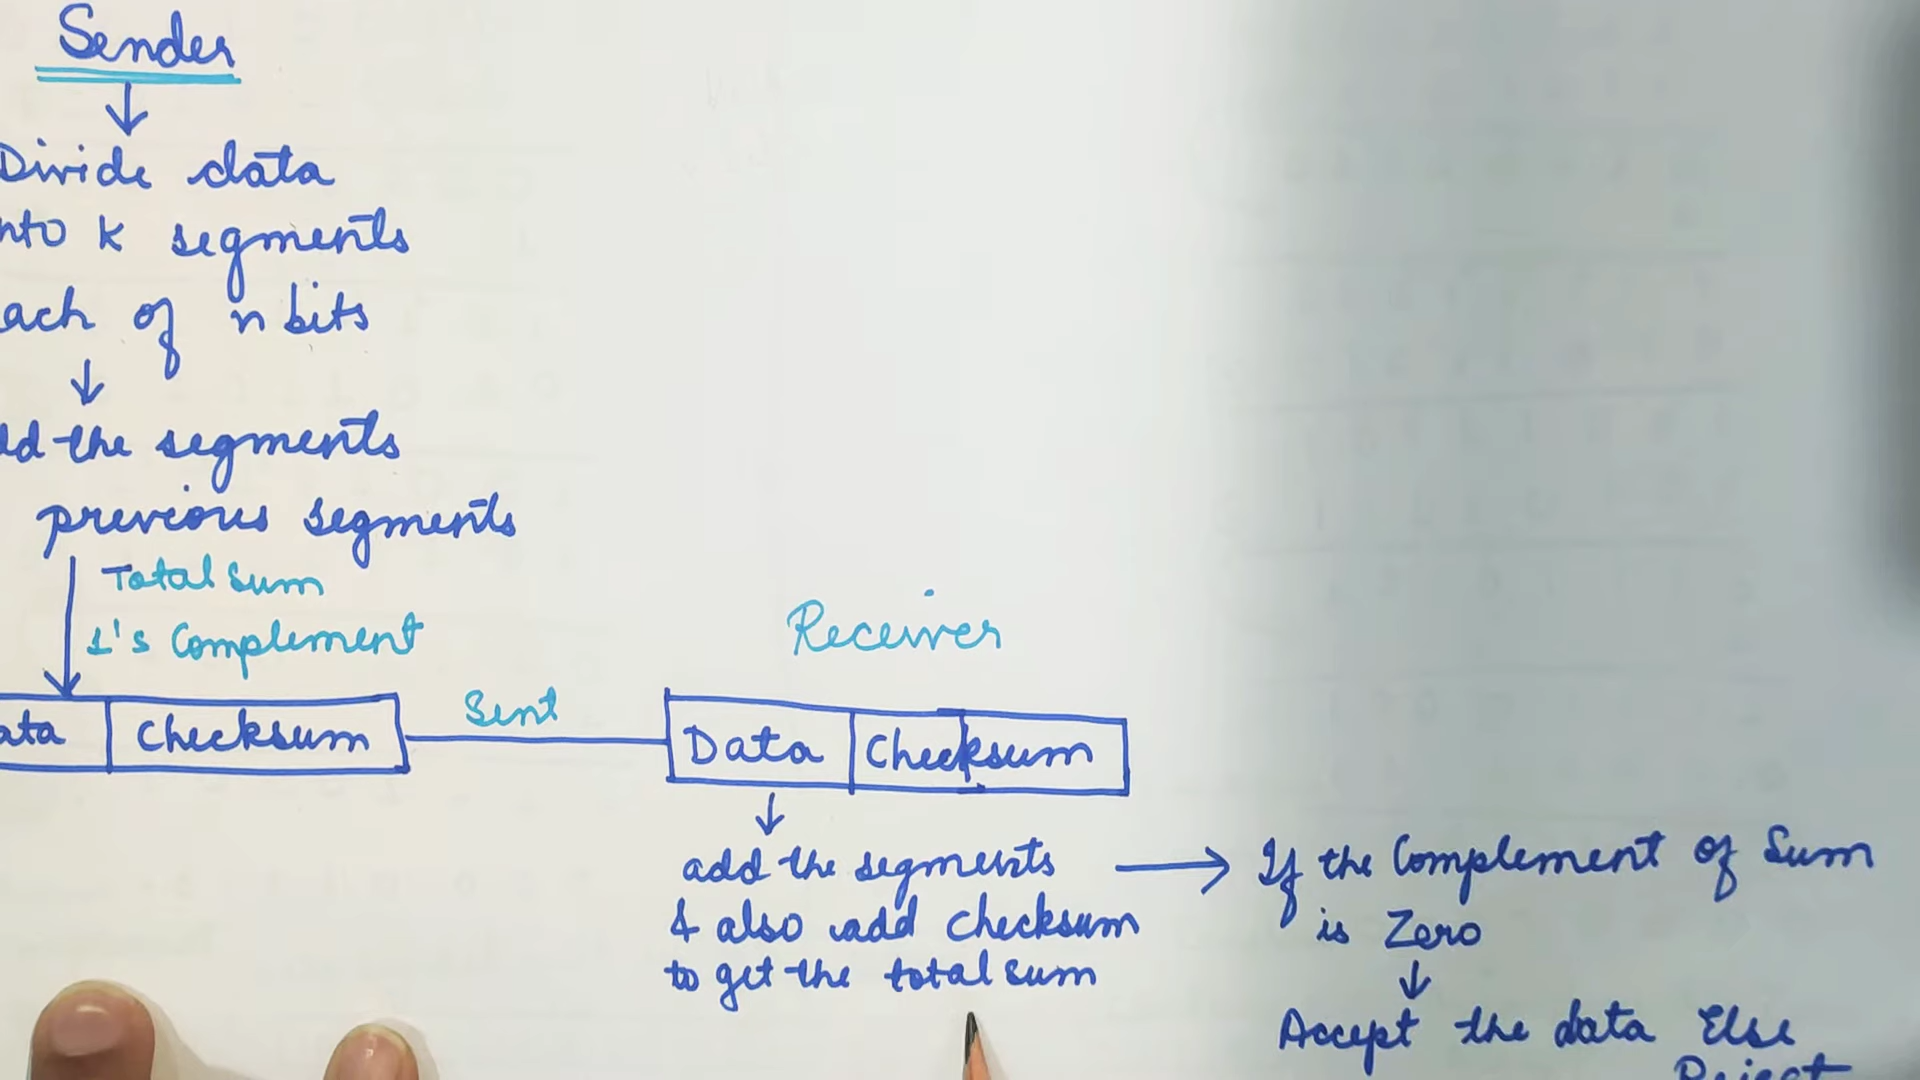 Sender
Divide data
nto k segments
ach of n bits
dd the segments
previous segments
Total Sum
1's Complement
ata Checksum
Sent
Receiver
Data Checksum
add the segments
& also add checksum
to get the total sum
If the Complement of Sum
is Zero
Accept the data Else
Reject